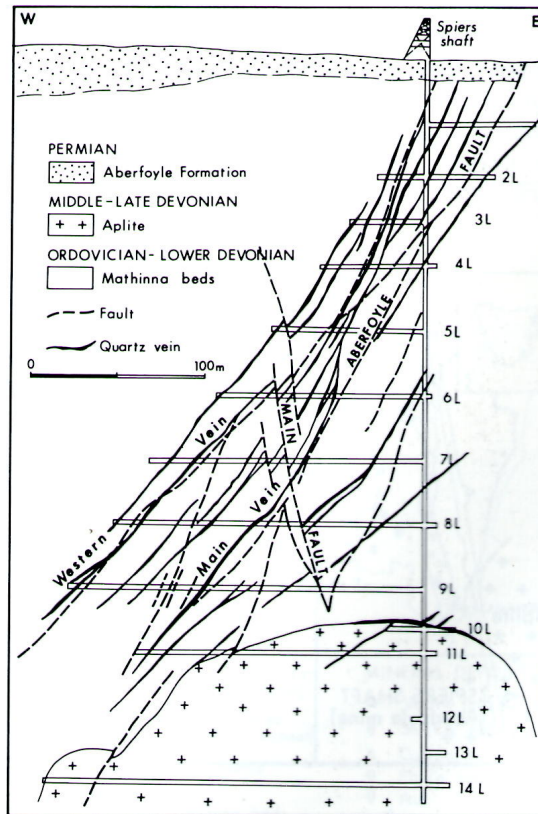 W
E
Spiers
shaft
PERMIAN
Aberfoyle Formation
MIDDLE-LATE DEVONIAN
+ + Aplite
ORDOVICIAN-LOWER DEVONIAN
Mathinna beds
Fault
Quartz vein
0 100m
FAULT
ABERFOYLE
2L
3L
4L
5L
6L
7L
8L
9L
10L
11L
12L
13L
14L
MAIN
FAULT
Western Vein
Main Vein